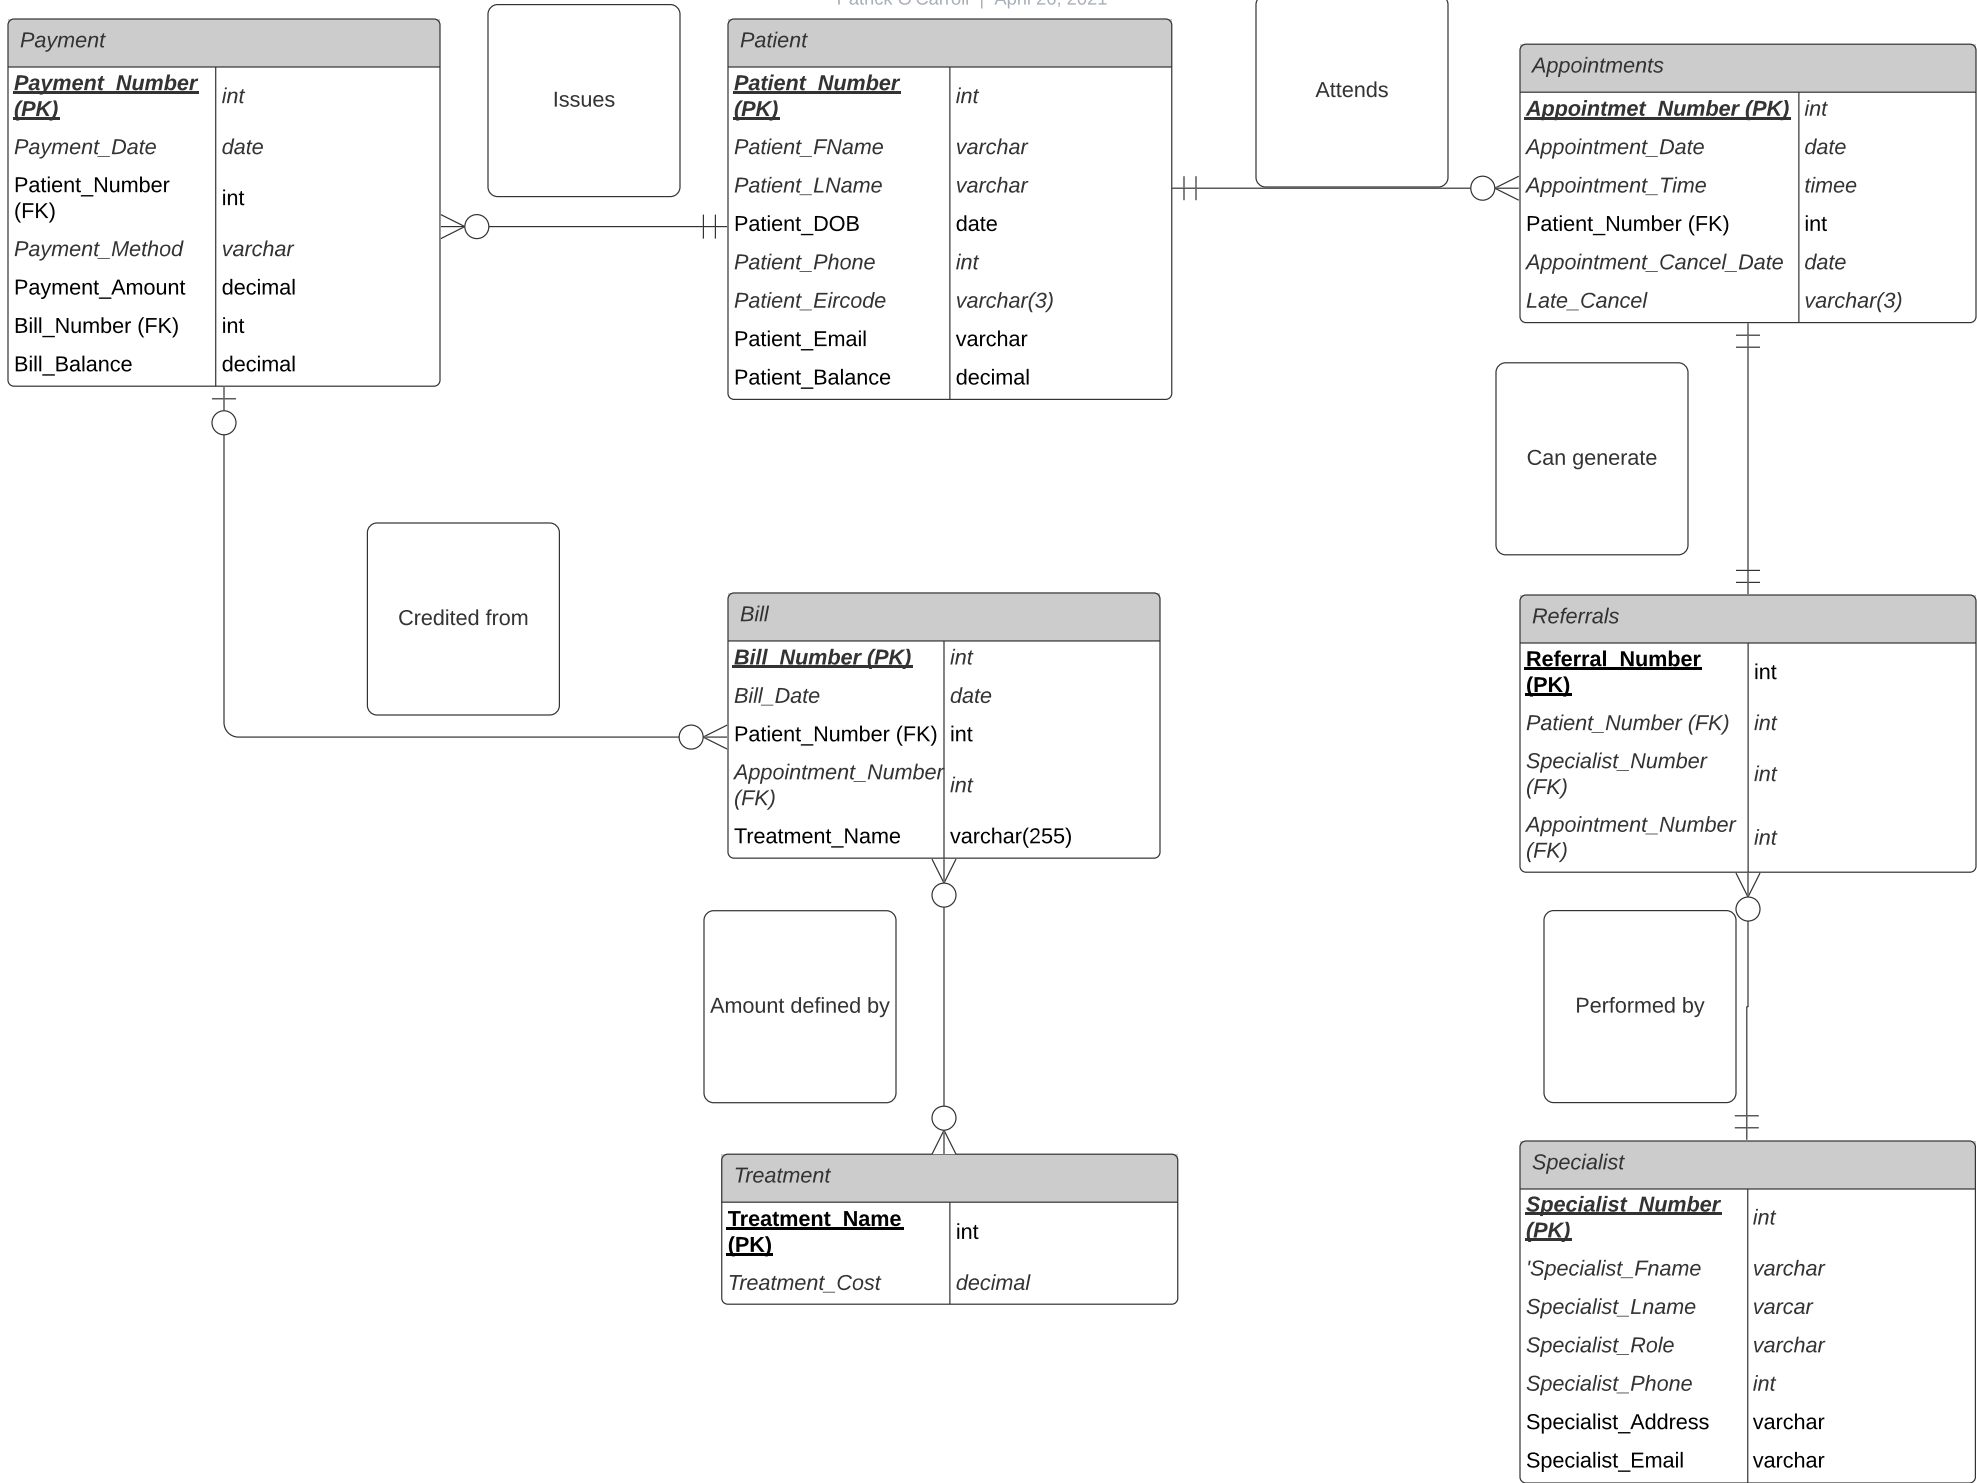 Patrick O'Carroll | April 26, 2021
Payment
Payment_Number int
(PK)
Payment_Date date
Patient_Number int
(FK)
Payment_Method varchar
Payment_Amount decimal
Bill_Number (FK) int
Bill_Balance decimal
Issues
Patient
Patient_Number int
(PK)
Patient_FName varchar
Patient_LName varchar
Patient_DOB date
Patient_Phone int
Patient_Eircode varchar(3)
Patient_Email varchar
Patient_Balance decimal
Attends
Appointments
Appointmet_Number (PK) int
Appointment_Date date
Appointment_Time timee
Patient_Number (FK) int
Appointment_Cancel_Date date
Late_Cancel varchar(3)
Can generate
Credited from
Bill
Bill_Number (PK) int
Bill_Date date
Patient_Number (FK) int
Appointment_Number int
(FK)
Treatment_Name varchar(255)
Referrals
Referral_Number int
(PK)
Patient_Number (FK) int
Specialist_Number int
(FK)
Appointment_Number int
(FK)
Amount defined by
Performed by
Treatment
Treatment_Name int
(PK)
Treatment_Cost decimal
Specialist
Specialist_Number int
(PK)
'Specialist_Fname varchar
Specialist_Lname varcar
Specialist_Role varchar
Specialist_Phone int
Specialist_Address varchar
Specialist_Email varchar